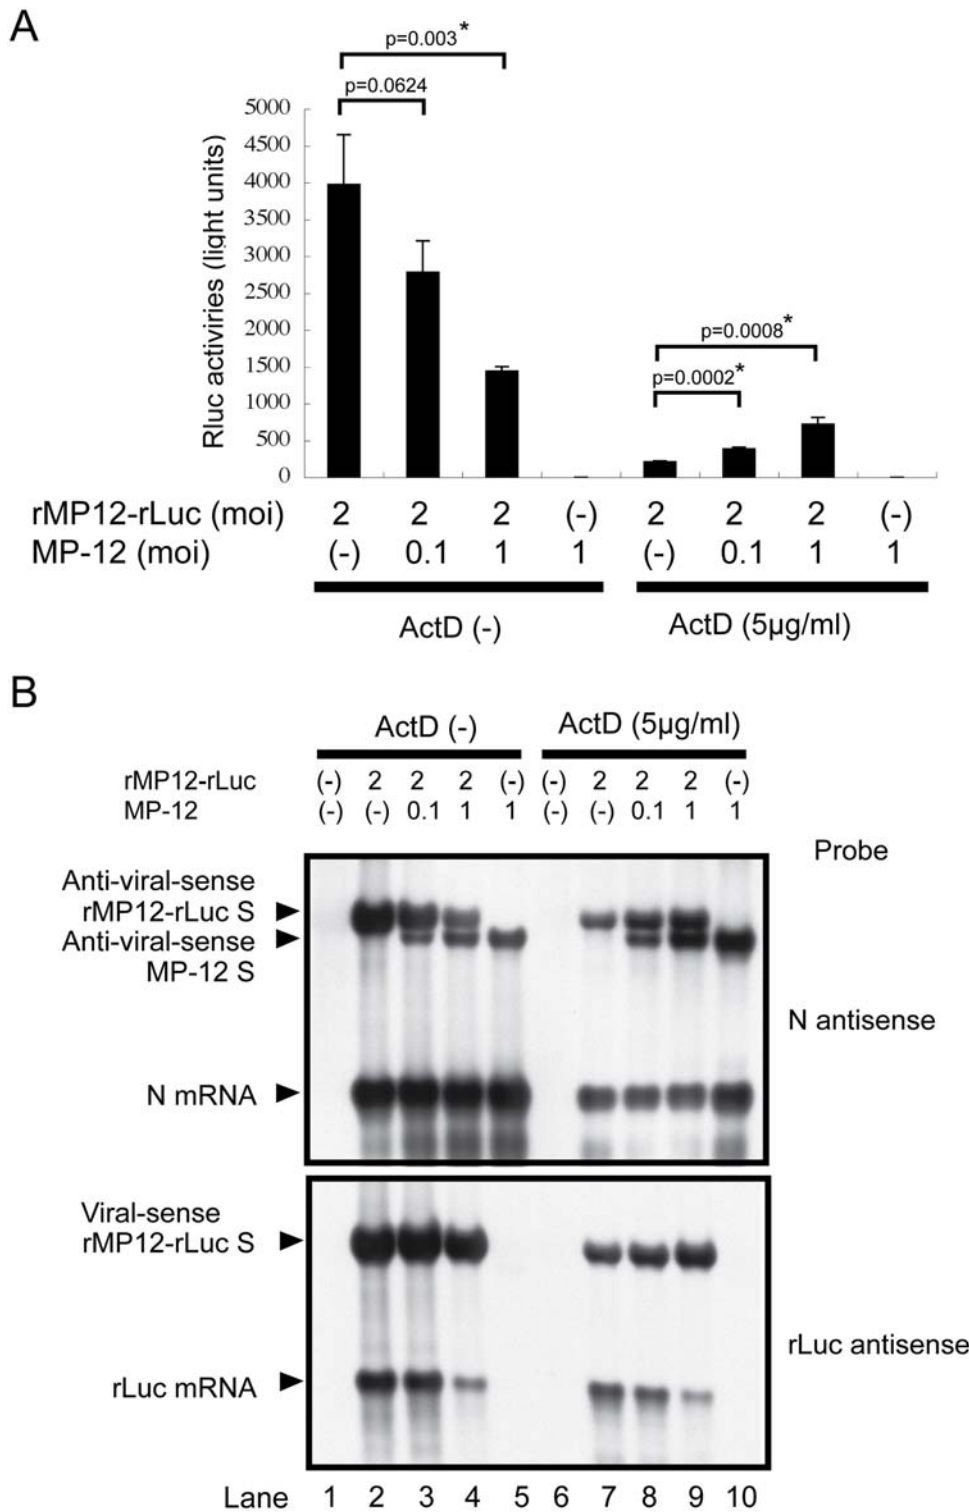 A
p=0.003*
p=0.0624
5000
4500
4000
3500
3000
2500
2000
1500
1000
500
0
Rluc activiries (light units)
p=0.0008*
p=0.0002*
rMP12-rLuc (moi) 2 2 2 (-) 2 2 2 (-)
MP-12 (moi) (-) 0.1 1 1 (-) 0.1 1 1
ActD (-) ActD (5µg/ml)
B
ActD (-) ActD (5µg/ml)
rMP12-rLuc (-) 2 2 2 (-) (-) 2 2 2 (-)
MP-12 (-) (-) 0.1 1 1 (-) (-) 0.1 1 1
Probe
Anti-viral-sense
rMP12-rLuc S
Anti-viral-sense
MP-12 S
N antisense
N mRNA
Viral-sense
rMP12-rLuc S
rLuc antisense
rLuc mRNA
Lane 1 2 3 4 5 6 7 8 9 10